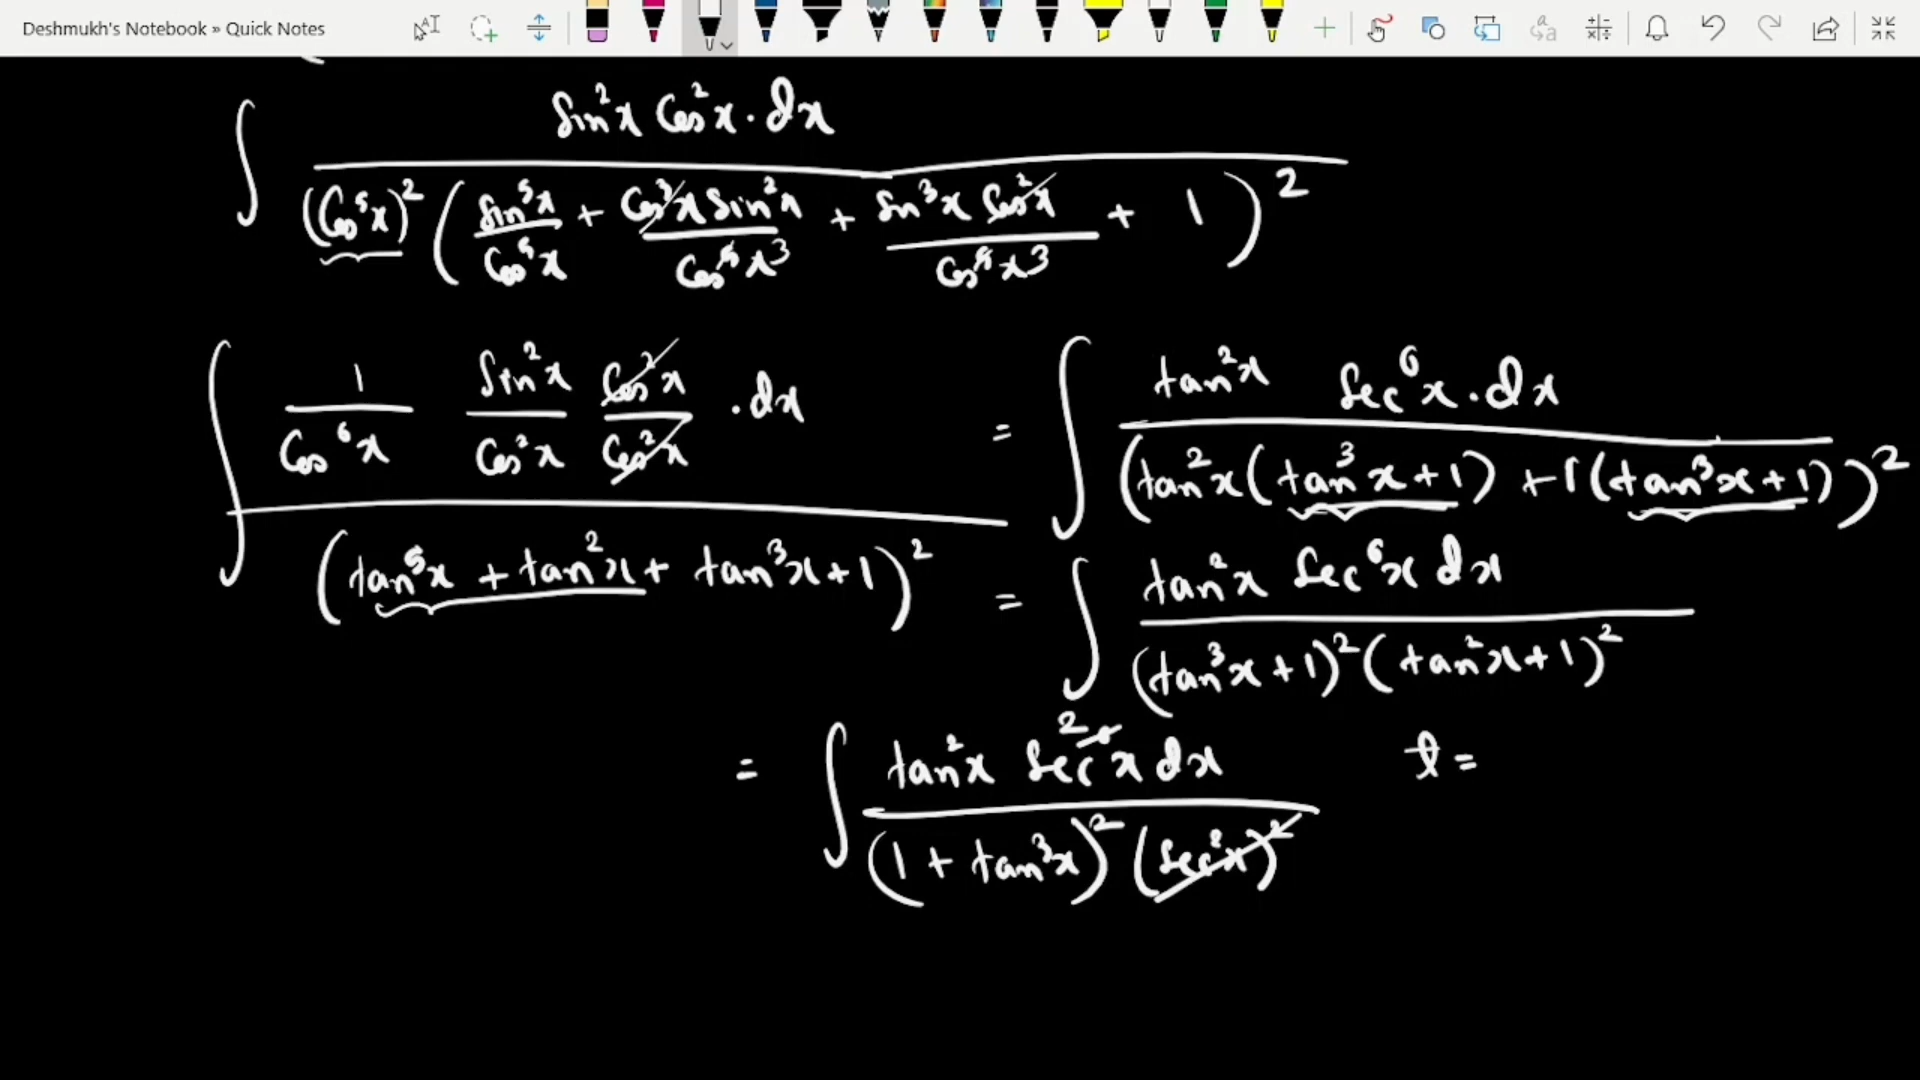 Deshmukh's Notebook » Quick Notes
∫ sin²x cos²x . dx / (cos⁵x)² ( sin⁵x/cos⁵x + cos³x sin²x/cos⁵x³ + sin³x cos²x/cos⁵x³ + 1 )²
∫ 1/cos⁶x sin²x/cos²x cos²x/cos²x . dx / ( tan⁵x + tan²x + tan³x + 1 )²
= ∫ tan²x sec⁶x . dx / ( tan²x ( tan³x + 1 ) + 1 ( tan³x + 1 ) )²
= ∫ tan²x sec⁶x dx / ( tan³x + 1 )² ( tan²x + 1 )²
= ∫ tan²x sec²x dx / ( 1 + tan³x )² ( sec²x )²
t =